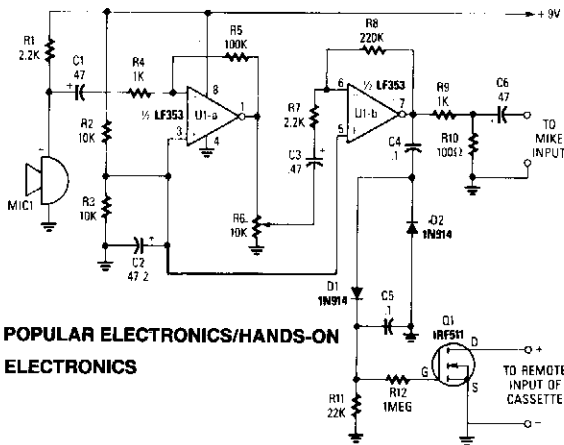 +9V
R1
2.2K
C1
.47
R4
1K
R5
100K
½ LF353
U1-a
8
1
3
4
R2
10K
R3
10K
MIC1
C2
47.2
R6
10K
R7
2.2K
C3
.47
R8
220K
½ LF353
U1-b
6
7
5
C4
.1
R9
1K
R10
100Ω
C6
.47
TO
MIKE
INPUT
D2
1N914
D1
1N914
C5
.1
Q1
IRF511
D
G
S
R11
22K
R12
1MEG
+
TO REMOTE
INPUT OF
CASSETTE
−
POPULAR ELECTRONICS/HANDS-ON
ELECTRONICS